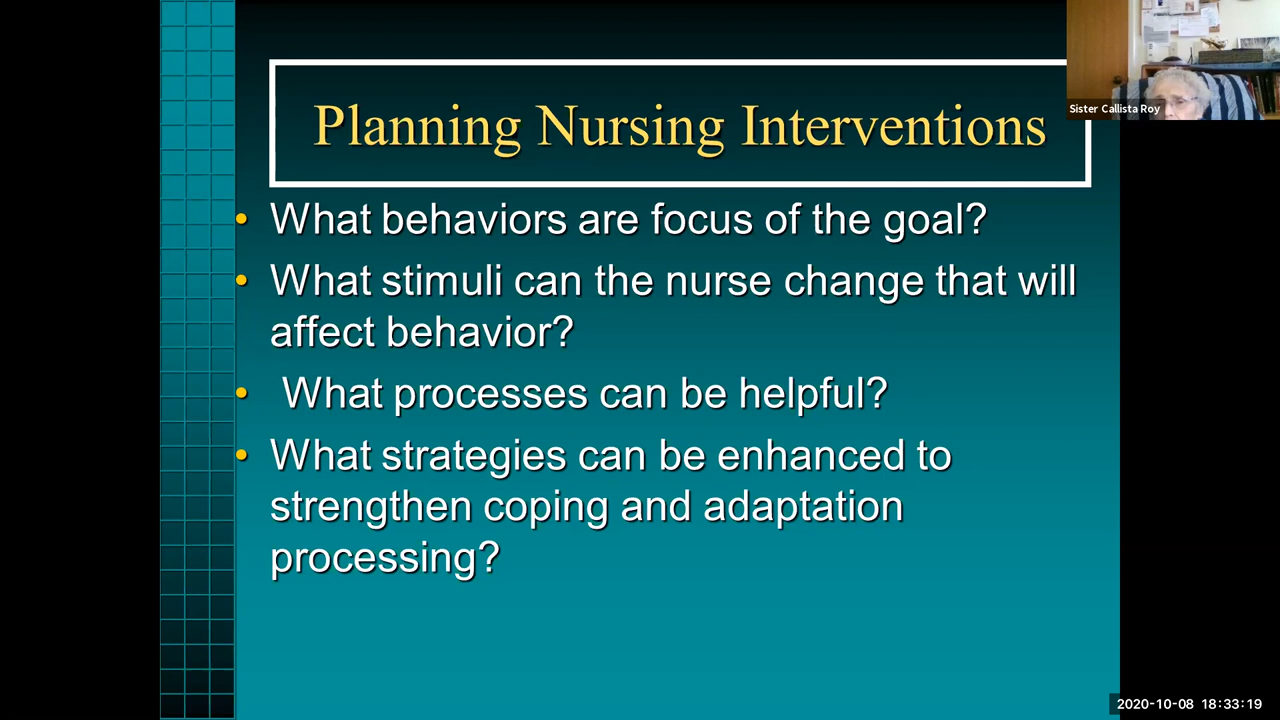 Planning Nursing Interventions
Sister Callista Roy
• What behaviors are focus of the goal?
• What stimuli can the nurse change that will
affect behavior?
• What processes can be helpful?
• What strategies can be enhanced to
strengthen coping and adaptation
processing?
2020-10-08 18:33:19